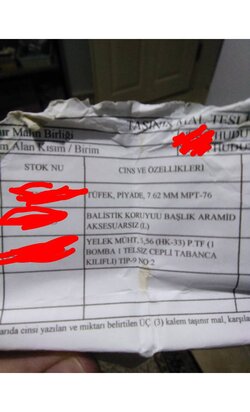 TAŞINIR MAL TESL
Malın Birliği
HUDU
m Alan Kısım / Birim
HUDU
STOK NU
CİNS VE ÖZELLİKLERİ
TÜFEK, PİYADE, 7.62 MM MPT-76
BALİSTİK KORUYUU BAŞLIK ARAMİD
AKSESUARSIZ (L)
YELEK MÜHT. 5,56 (HK-33) P.TF (1
BOMBA 1 TELSİZ CEPLİ TABANCA
KILIFLI) TIP-9 NO 2
arıda cinsi yazılan ve miktarı belirtilen ÜÇ (3) kalem taşınır mal, karşıla